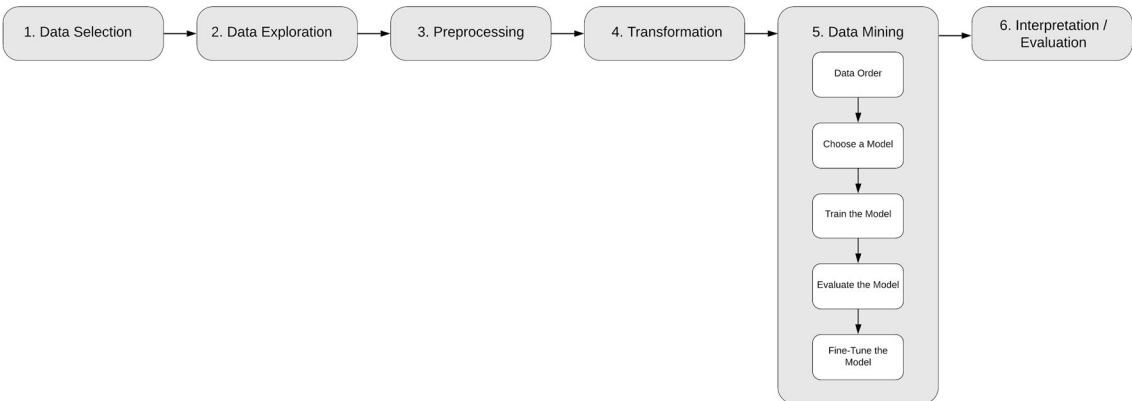 1. Data Selection
2. Data Exploration
3. Preprocessing
4. Transformation
5. Data Mining
Data Order
Choose a Model
Train the Model
Evaluate the Model
Fine-Tune the
Model
6. Interpretation /
Evaluation